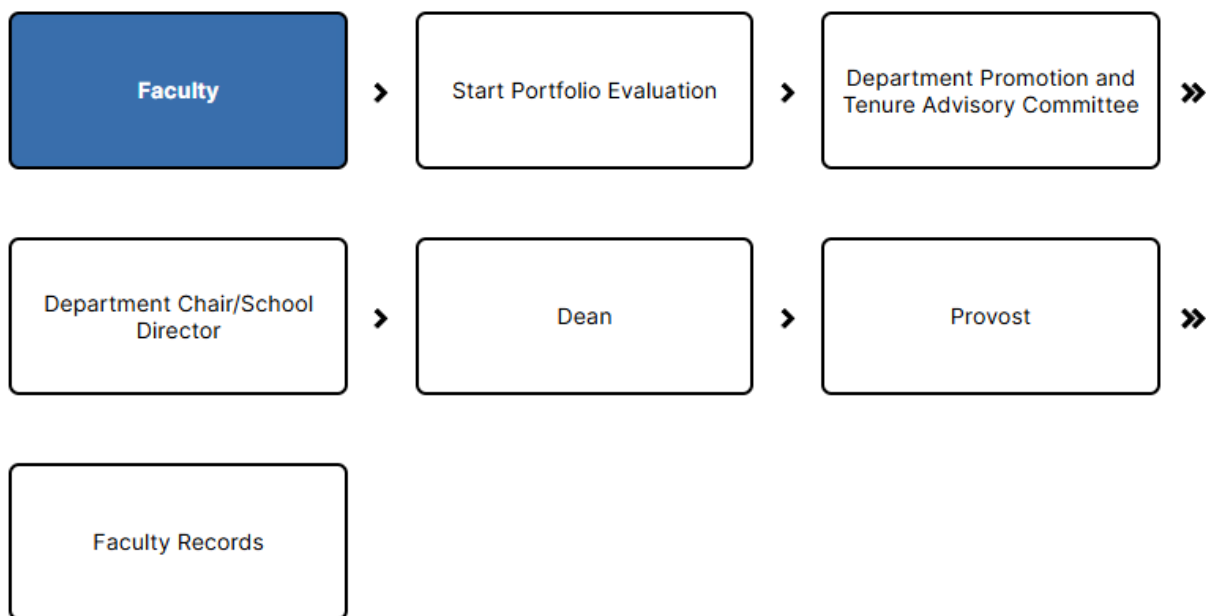 Faculty
Start Portfolio Evaluation
Department Promotion and
Tenure Advisory Committee
Department Chair/School
Director
Dean
Provost
Faculty Records